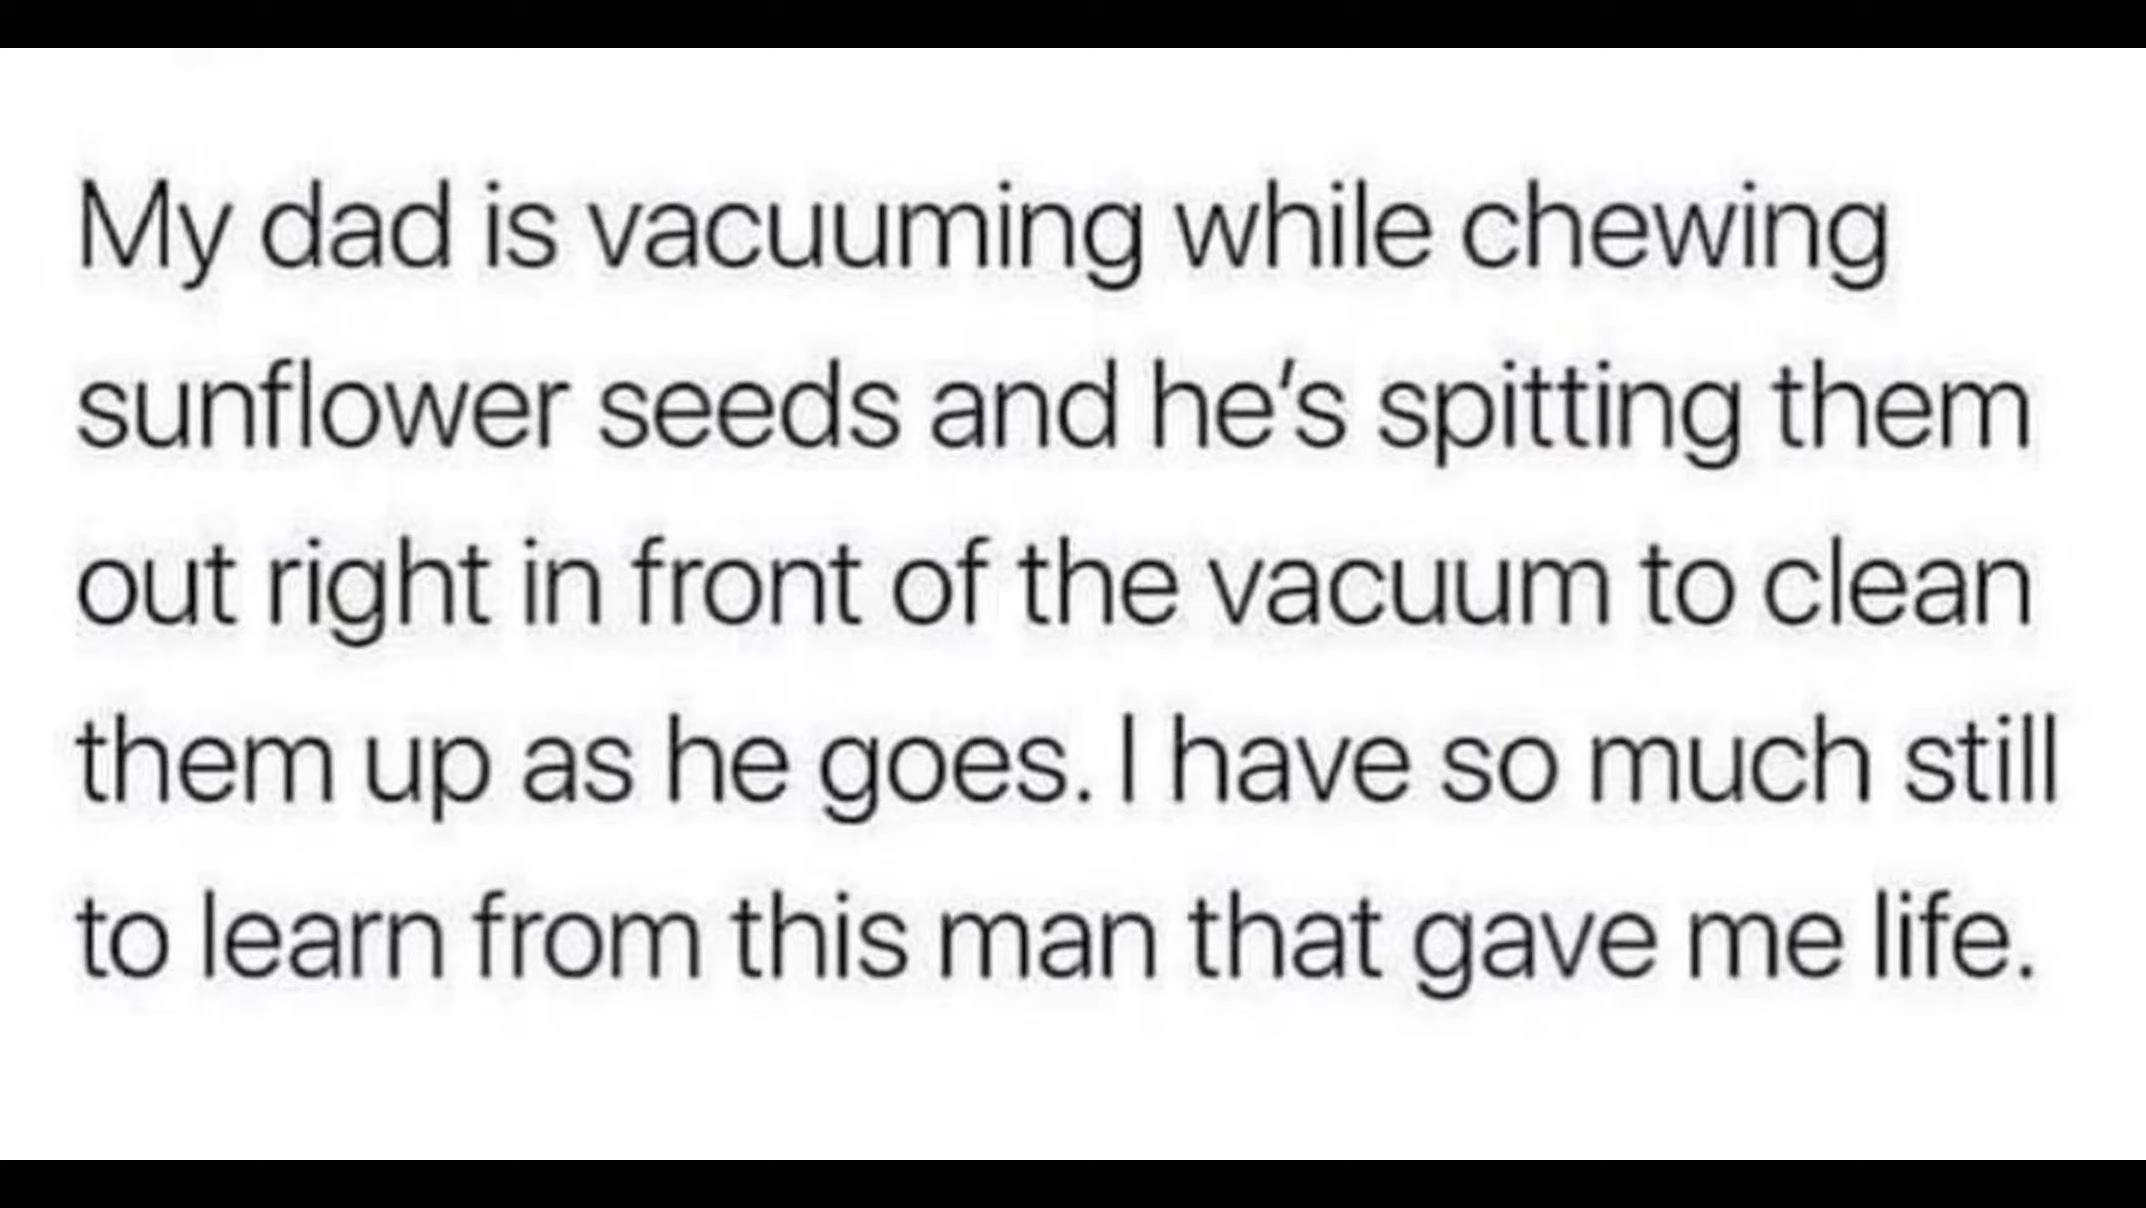 My dad is vacuuming while chewing
sunflower seeds and he's spitting them
out right in front of the vacuum to clean
them up as he goes. I have so much still
to learn from this man that gave me life.